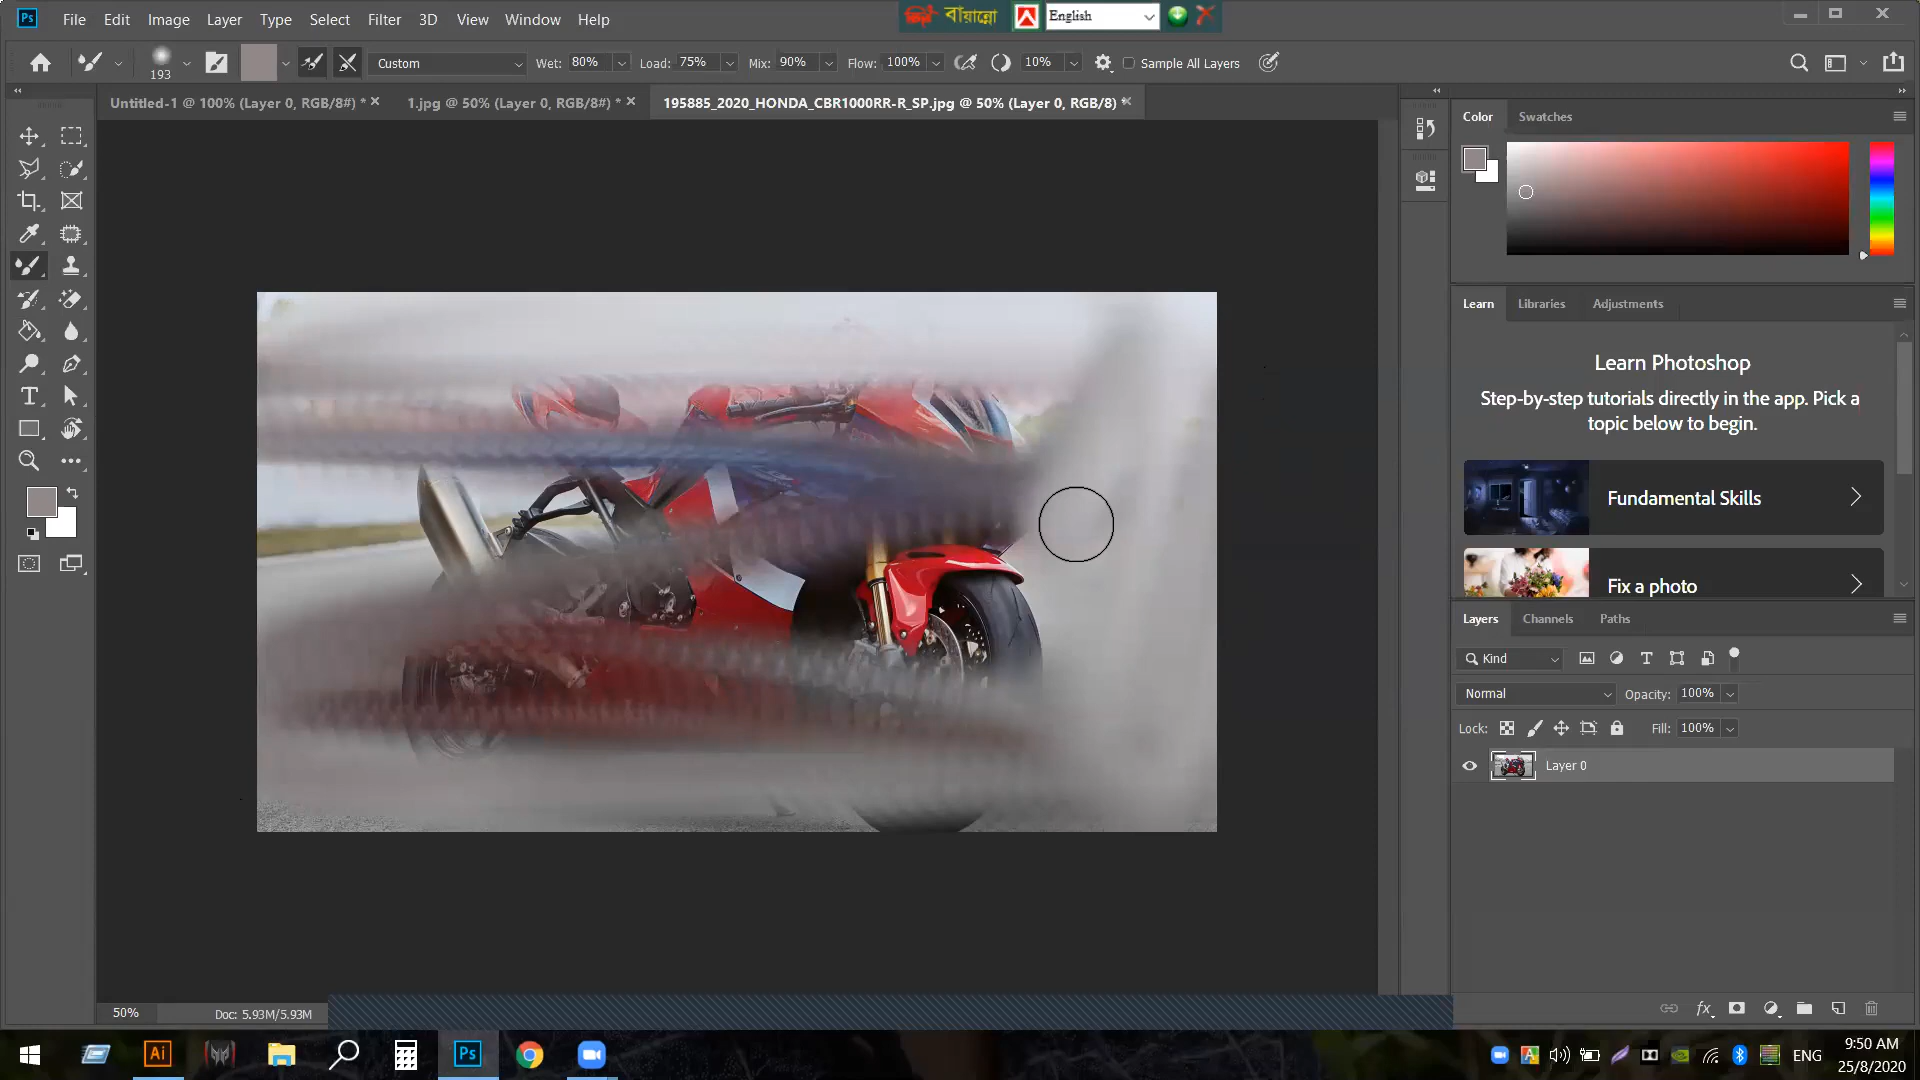 Ps File Edit Image Layer Type Select Filter 3D View Window Help
বায়ান্নো English
193 Custom Wet: 80% Load: 75% Mix: 90% Flow: 100% 10% Sample All Layers
Untitled-1 @ 100% (Layer 0, RGB/8#) * 1.jpg @ 50% (Layer 0, RGB/8#) * 195885_2020_HONDA_CBR1000RR-R_SP.jpg @ 50% (Layer 0, RGB/8) *
Color Swatches
Learn Libraries Adjustments
Learn Photoshop
Step-by-step tutorials directly in the app. Pick a
topic below to begin.
Fundamental Skills
Fix a photo
Layers Channels Paths
Kind
Normal Opacity: 100%
Lock: Fill: 100%
Layer 0
50% Doc: 5.93M/5.93M
Ai Ps ENG
9:50 AM
25/8/2020